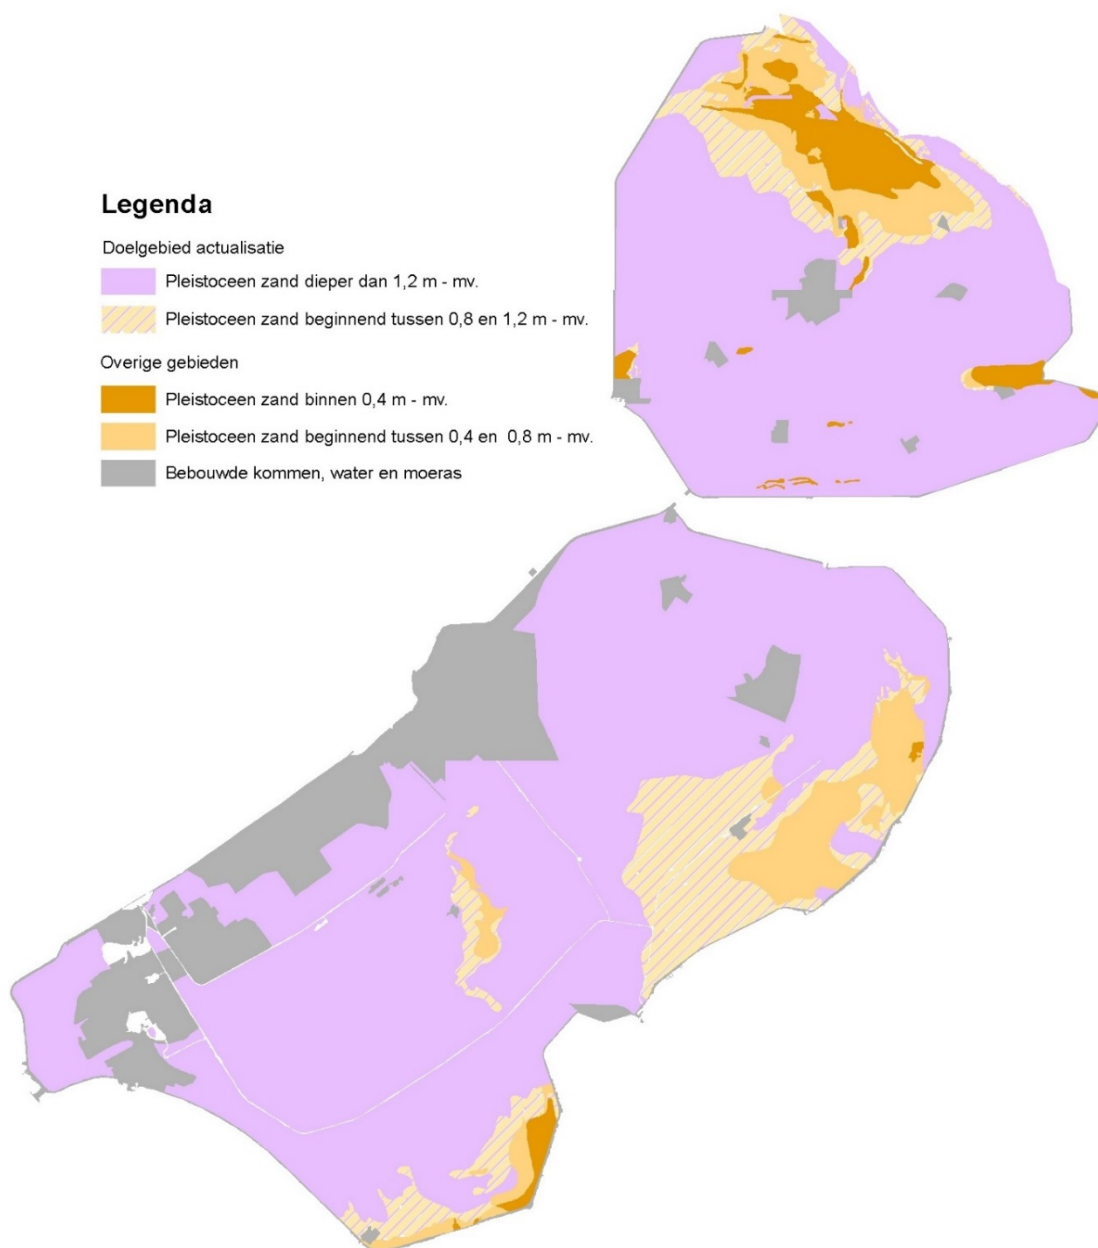 Legenda
Doelgebied actualisatie
Pleistoceen zand dieper dan 1,2 m - mv.
Pleistoceen zand beginnend tussen 0,8 en 1,2 m - mv.
Overige gebieden
Pleistoceen zand binnen 0,4 m - mv.
Pleistoceen zand beginnend tussen 0,4 en 0,8 m - mv.
Bebouwde kommen, water en moeras